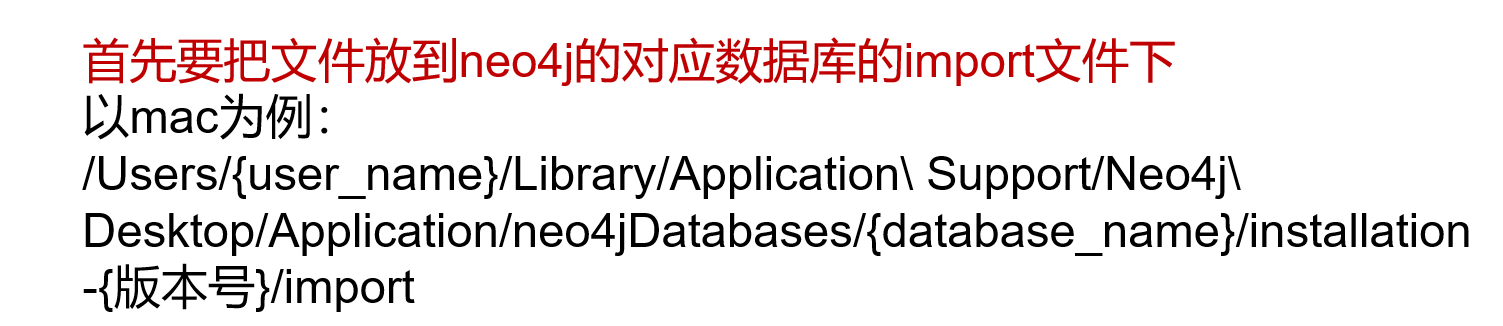 首先要把文件放到neo4j的对应数据库的import文件下
以mac为例：
/Users/{user_name}/Library/Application\ Support/Neo4j\
Desktop/Application/neo4jDatabases/{database_name}/installation
-{版本号}/import